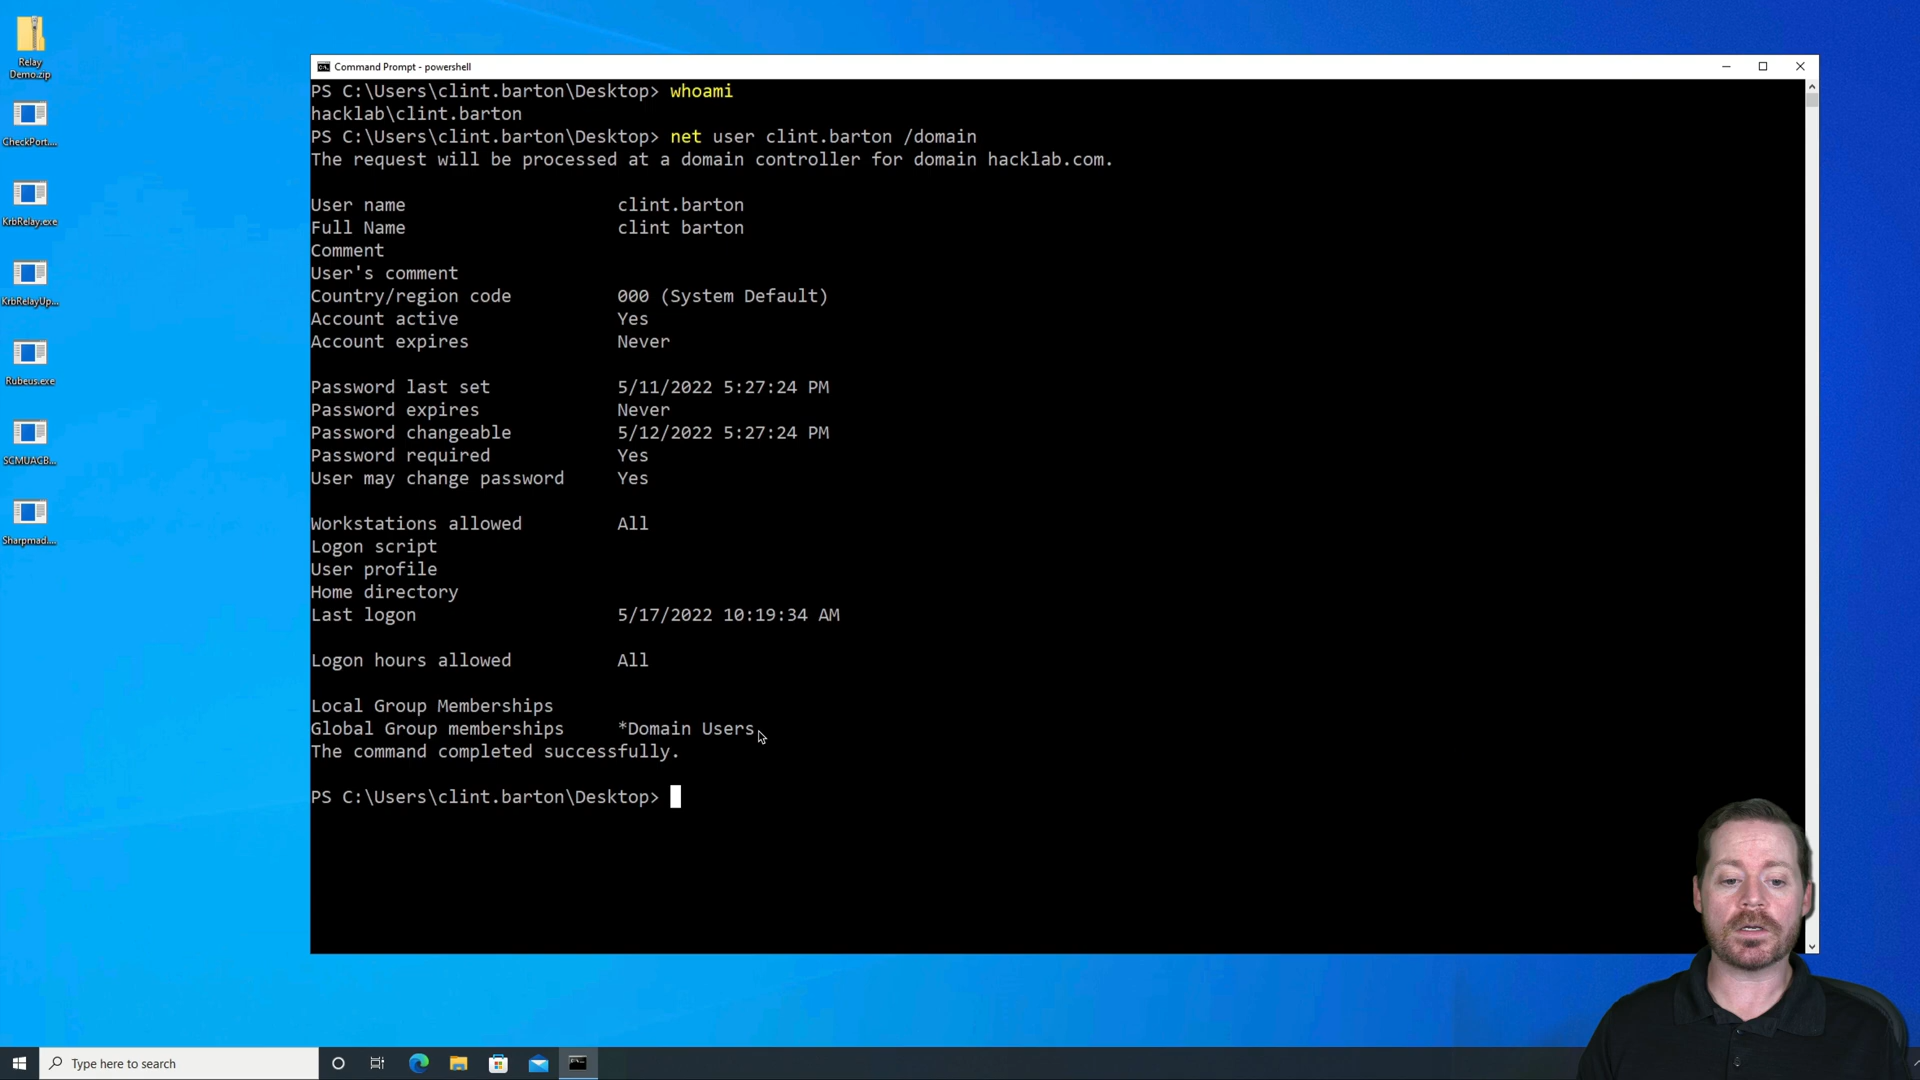 Relay
Demo.zip
CheckPort....
KrbRelay.exe
KrbRelayUp...
Rubeus.exe
SCMUACB...
Sharpmad....
Command Prompt - powershell
PS C:\Users\clint.barton\Desktop> whoami
hacklab\clint.barton
PS C:\Users\clint.barton\Desktop> net user clint.barton /domain
The request will be processed at a domain controller for domain hacklab.com.
User name clint.barton
Full Name clint barton
Comment
User's comment
Country/region code 000 (System Default)
Account active Yes
Account expires Never
Password last set 5/11/2022 5:27:24 PM
Password expires Never
Password changeable 5/12/2022 5:27:24 PM
Password required Yes
User may change password Yes
Workstations allowed All
Logon script
User profile
Home directory
Last logon 5/17/2022 10:19:34 AM
Logon hours allowed All
Local Group Memberships
Global Group memberships *Domain Users
The command completed successfully.
PS C:\Users\clint.barton\Desktop>
Type here to search